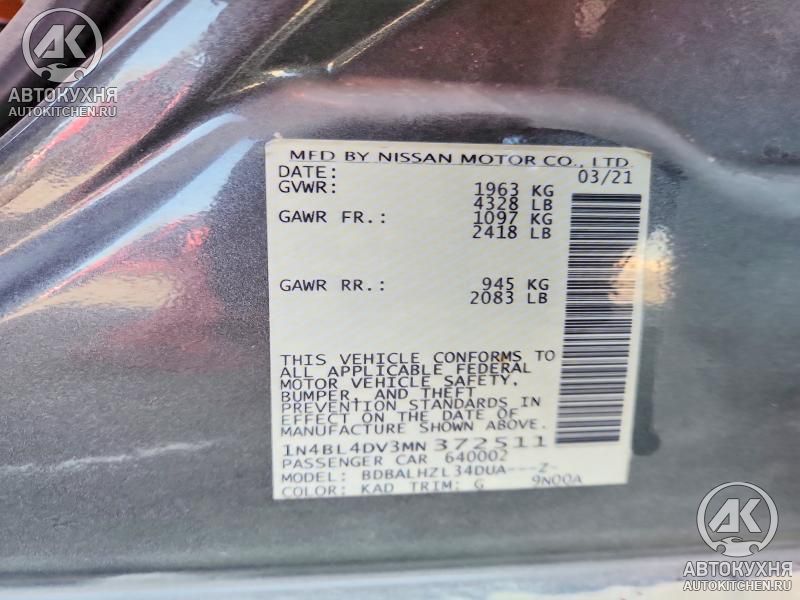 АК
АВТОКУХНЯ
AUTOKITCHEN.RU
MFD BY NISSAN MOTOR CO., LTD.
DATE: 03/21
GVWR: 1963 KG
4328 LB
GAWR FR.: 1097 KG
2418 LB
GAWR RR.: 945 KG
2083 LB
THIS VEHICLE CONFORMS TO
ALL APPLICABLE FEDERAL
MOTOR VEHICLE SAFETY,
BUMPER, AND THEFT
PREVENTION STANDARDS IN
EFFECT ON THE DATE OF
MANUFACTURE SHOWN ABOVE.
1N4BL4DV3MN372511
PASSENGER CAR 640002
MODEL: BDBALHZL34DUA---Z-
COLOR: KAD TRIM: G 9N00A
АК
АВТОКУХНЯ
AUTOKITCHEN.RU